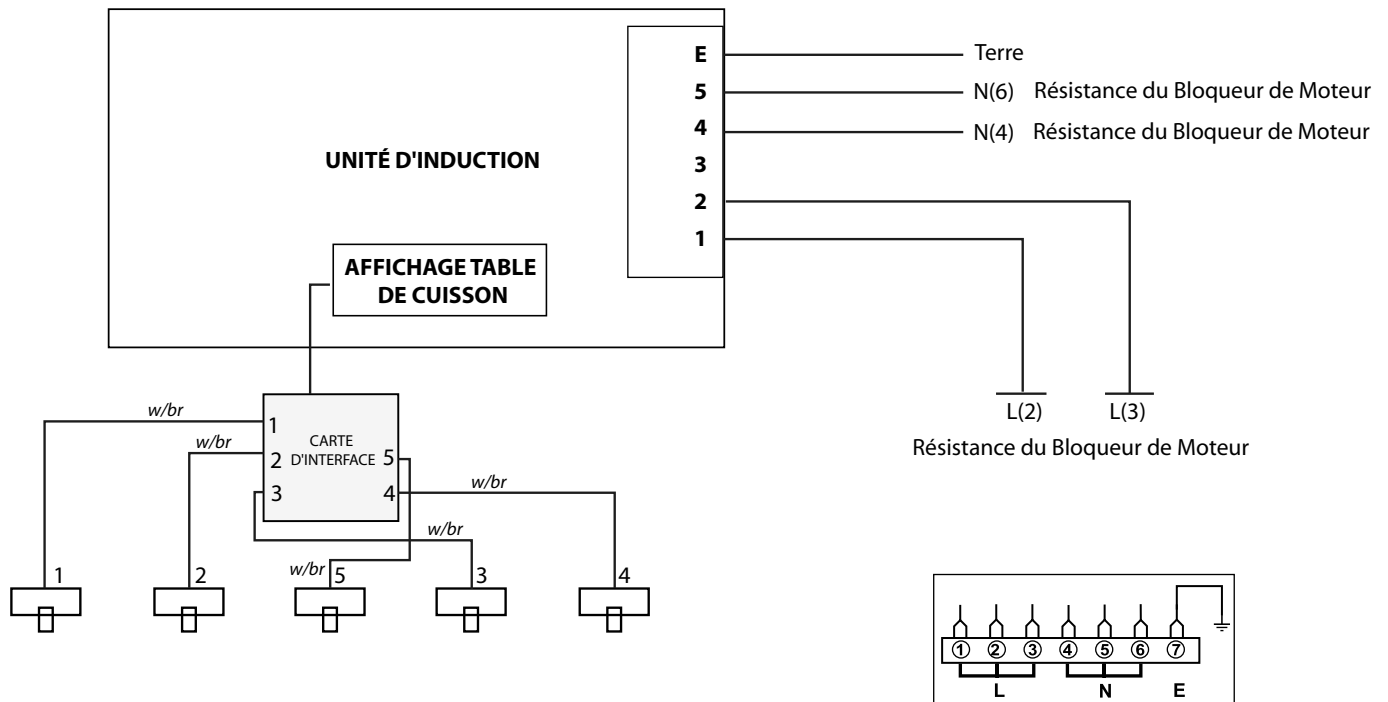 E
Terre
5
N(6) Résistance du Bloqueur de Moteur
4
N(4) Résistance du Bloqueur de Moteur
UNITÉ D'INDUCTION
3
2
1
AFFICHAGE TABLE
DE CUISSON
L(2)
L(3)
Résistance du Bloqueur de Moteur
w/br
1
CARTE
D'INTERFACE
w/br
2
5
3
4
w/br
w/br
w/br
1
2
5
3
4
1 2 3 4 5 6 7
L N E